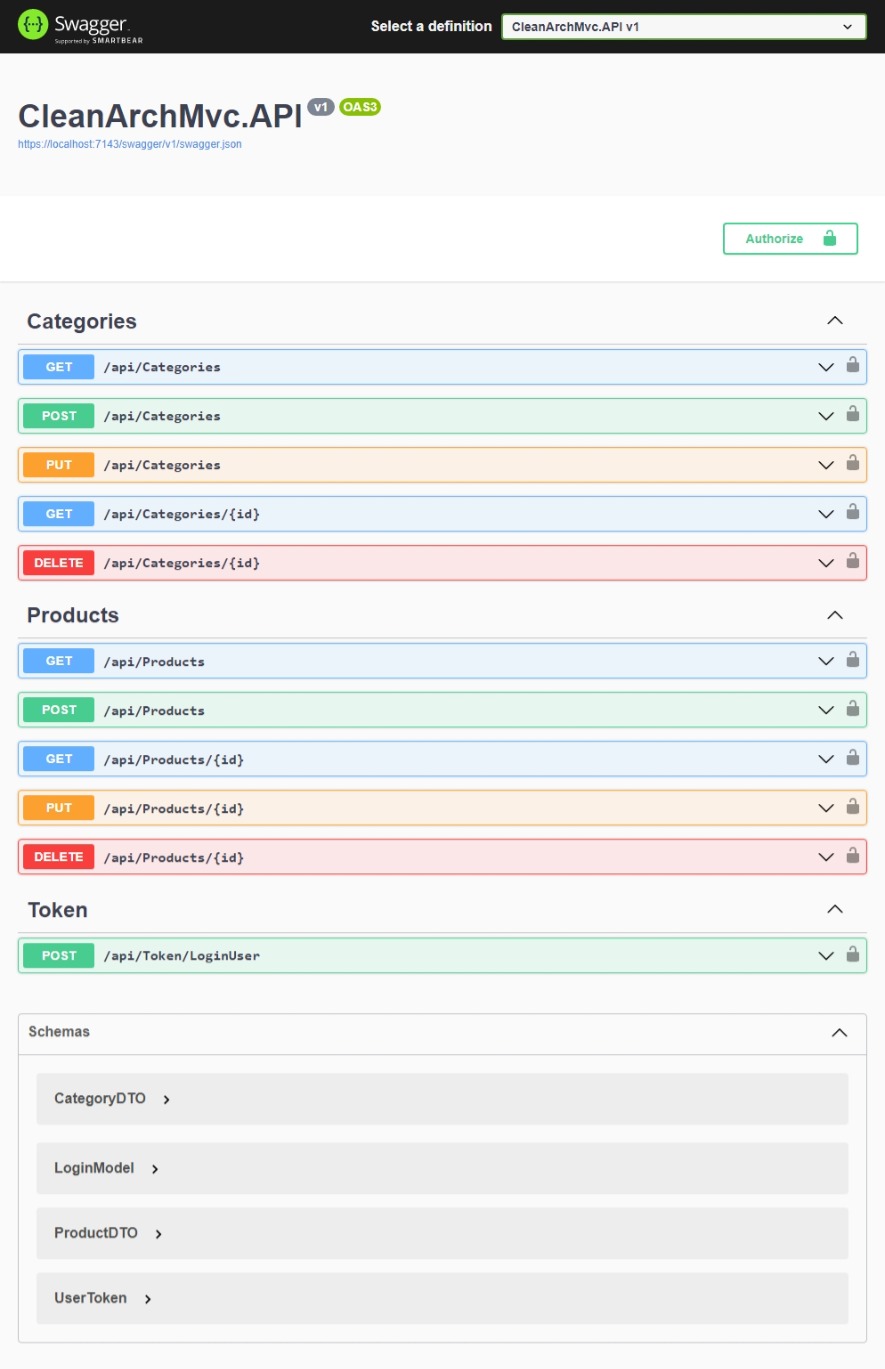 Swagger.
Supported by SMARTBEAR
Select a definition
CleanArchMvc.API v1
CleanArchMvc.API v1 OAS3
https://localhost:7143/swagger/v1/swagger.json
Authorize
Categories
GET /api/Categories
POST /api/Categories
PUT /api/Categories
GET /api/Categories/{id}
DELETE /api/Categories/{id}
Products
GET /api/Products
POST /api/Products
GET /api/Products/{id}
PUT /api/Products/{id}
DELETE /api/Products/{id}
Token
POST /api/Token/LoginUser
Schemas
CategoryDTO
LoginModel
ProductDTO
UserToken